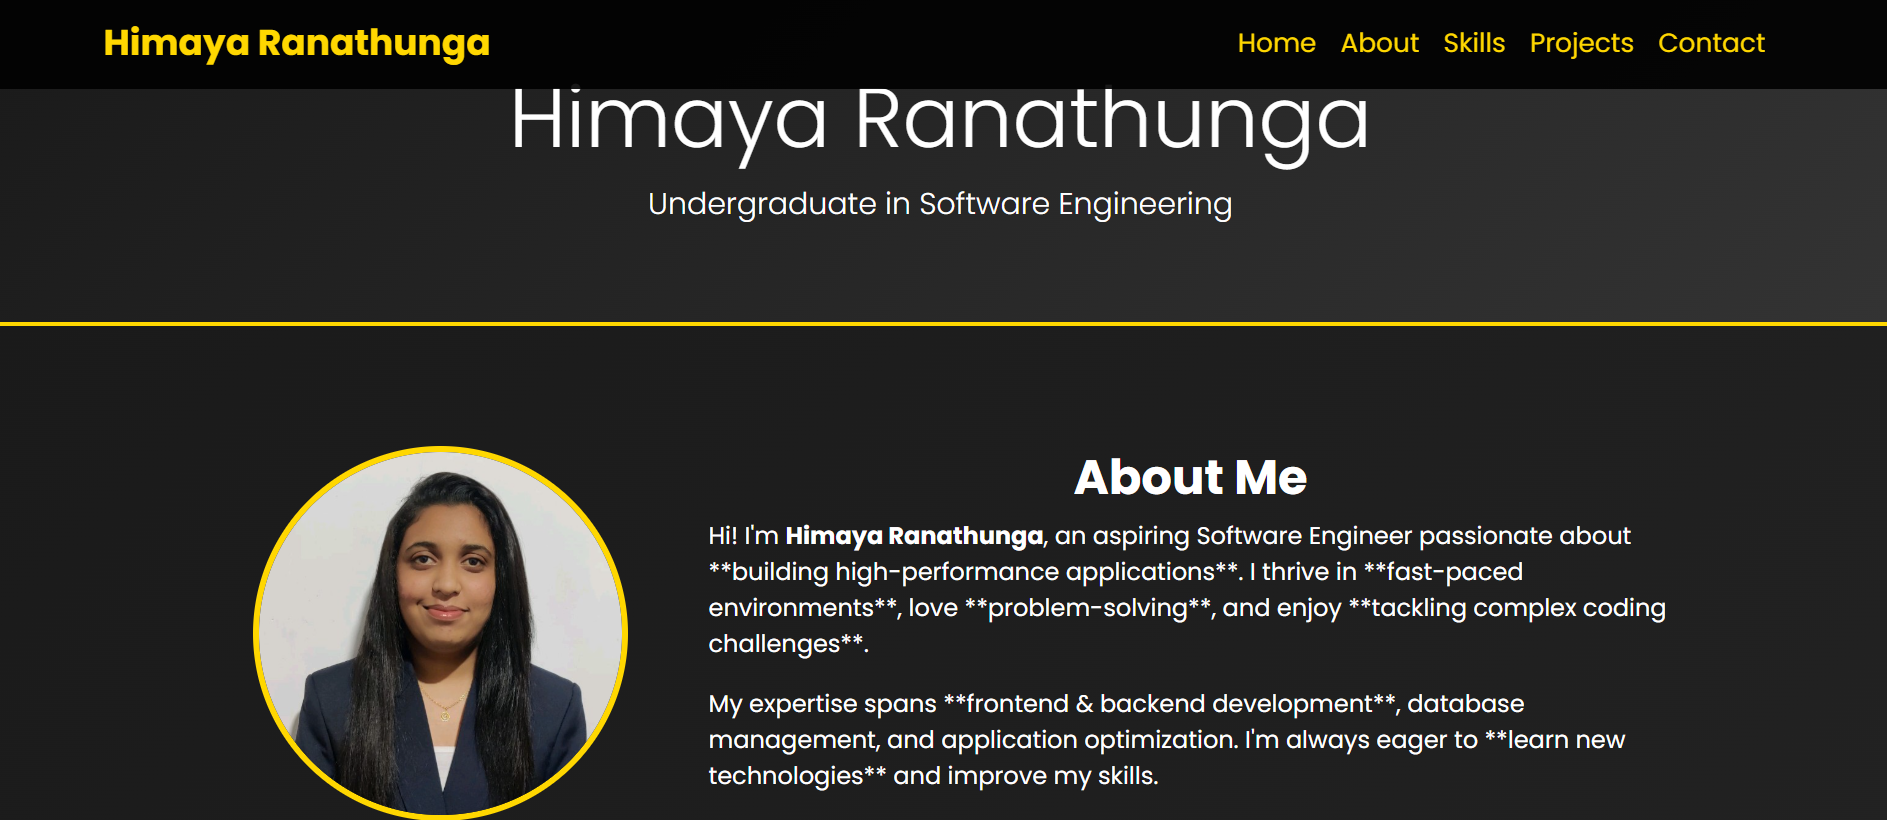 Himaya Ranathunga
Home About Skills Projects Contact
Himaya Ranathunga
Undergraduate in Software Engineering
About Me
Hi! I'm Himaya Ranathunga, an aspiring Software Engineer passionate about
**building high-performance applications**. I thrive in **fast-paced
environments**, love **problem-solving**, and enjoy **tackling complex coding
challenges**.
My expertise spans **frontend & backend development**, database
management, and application optimization. I'm always eager to **learn new
technologies** and improve my skills.